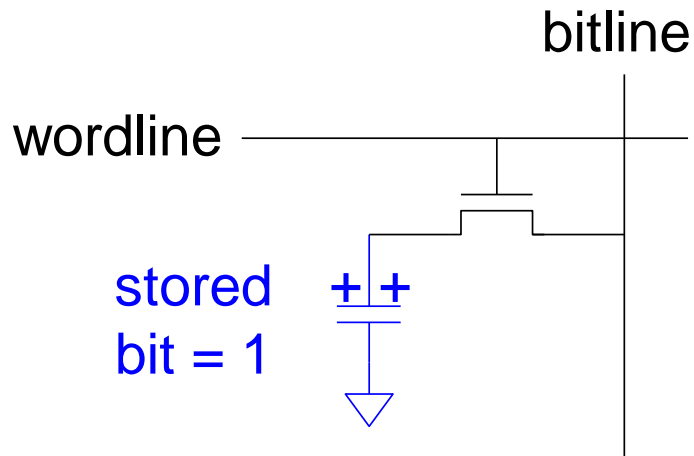 bitline
wordline
stored
+ +
bit = 1